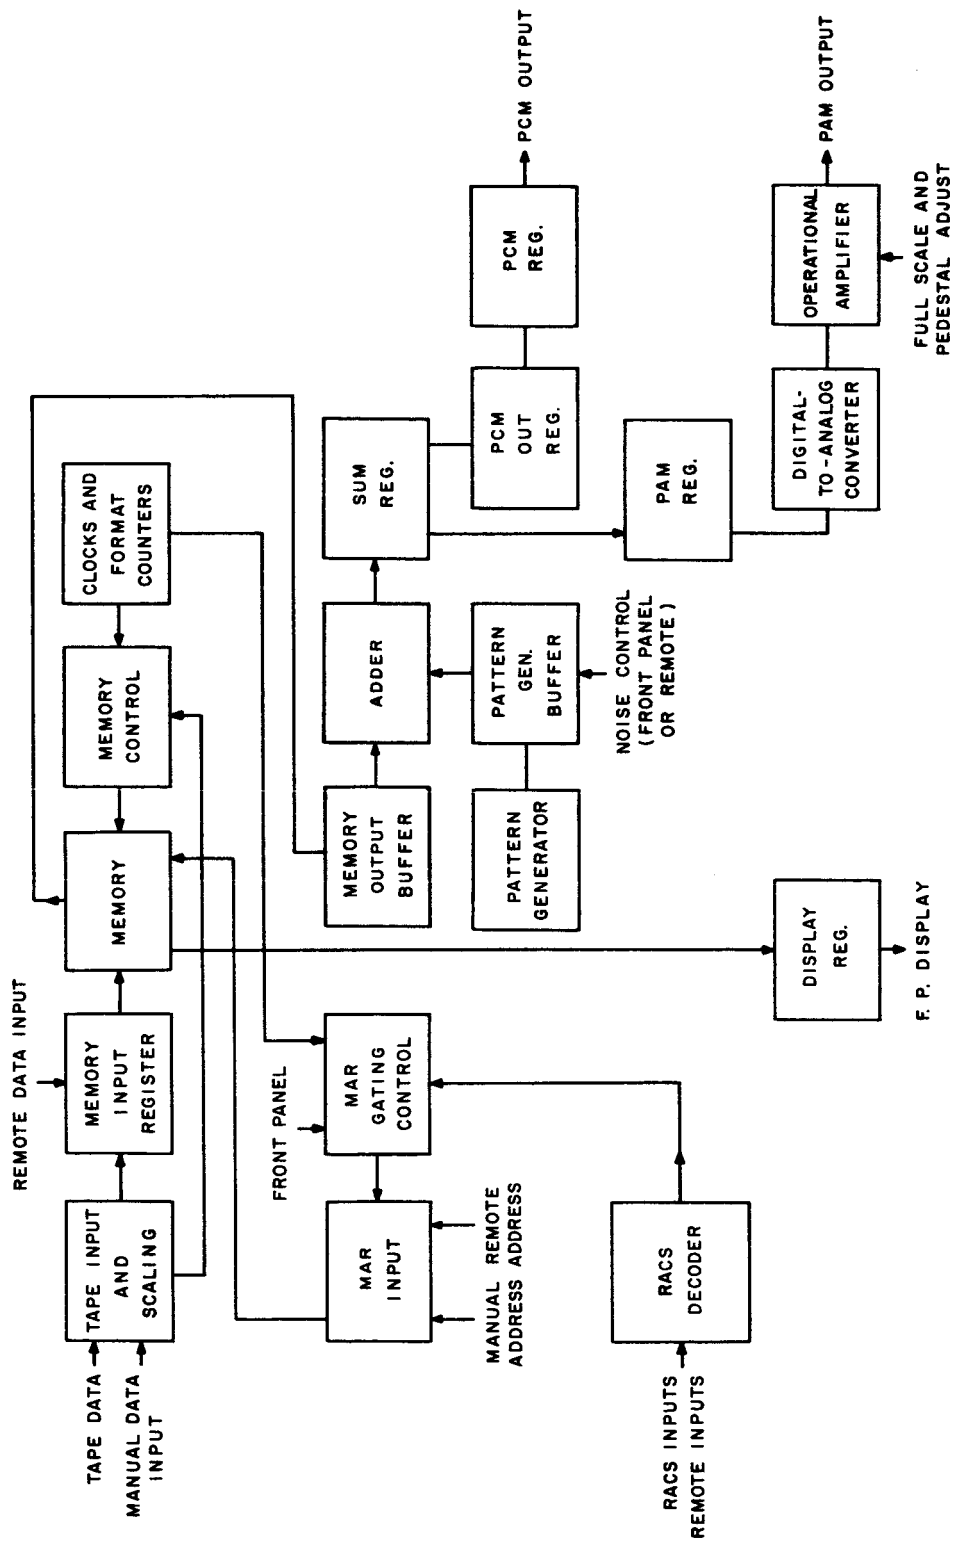 REMOTE DATA INPUT
TAPE DATA
MANUAL DATA
INPUT
TAPE INPUT
AND
SCALING
MEMORY
INPUT
REGISTER
MEMORY
MEMORY
CONTROL
CLOCKS AND
FORMAT
COUNTERS
FRONT PANEL
MAR
INPUT
MAR
GATING
CONTROL
MEMORY
OUTPUT
BUFFER
ADDER
SUM
REG.
MANUAL REMOTE
ADDRESS ADDRESS
PATTERN
GENERATOR
PATTERN
GEN.
BUFFER
PCM
OUT
REG.
PCM
REG.
PCM OUTPUT
NOISE CONTROL
(FRONT PANEL
OR REMOTE)
RACS INPUTS
REMOTE INPUTS
RACS
DECODER
PAM
REG.
DISPLAY
REG.
F. P. DISPLAY
DIGITAL-
TO-ANALOG
CONVERTER
OPERATIONAL
AMPLIFIER
PAM OUTPUT
FULL SCALE AND
PEDESTAL ADJUST